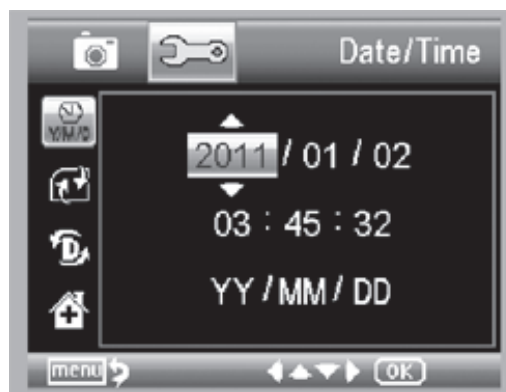 Date/Time
Y/M/D
2011 / 01 / 02
03 : 45 : 32
YY / MM / DD
D
menu OK